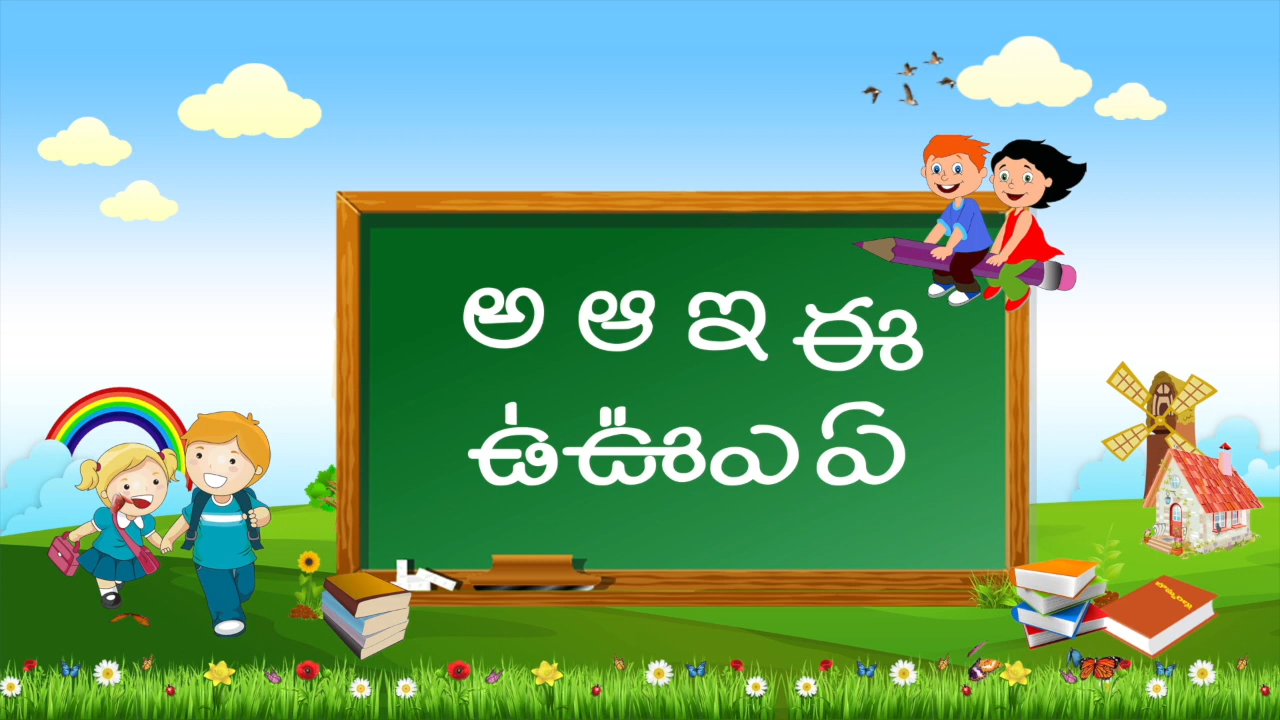 అ ఆ ఇ ఈ
ఉ ఊ ఎ ఏ